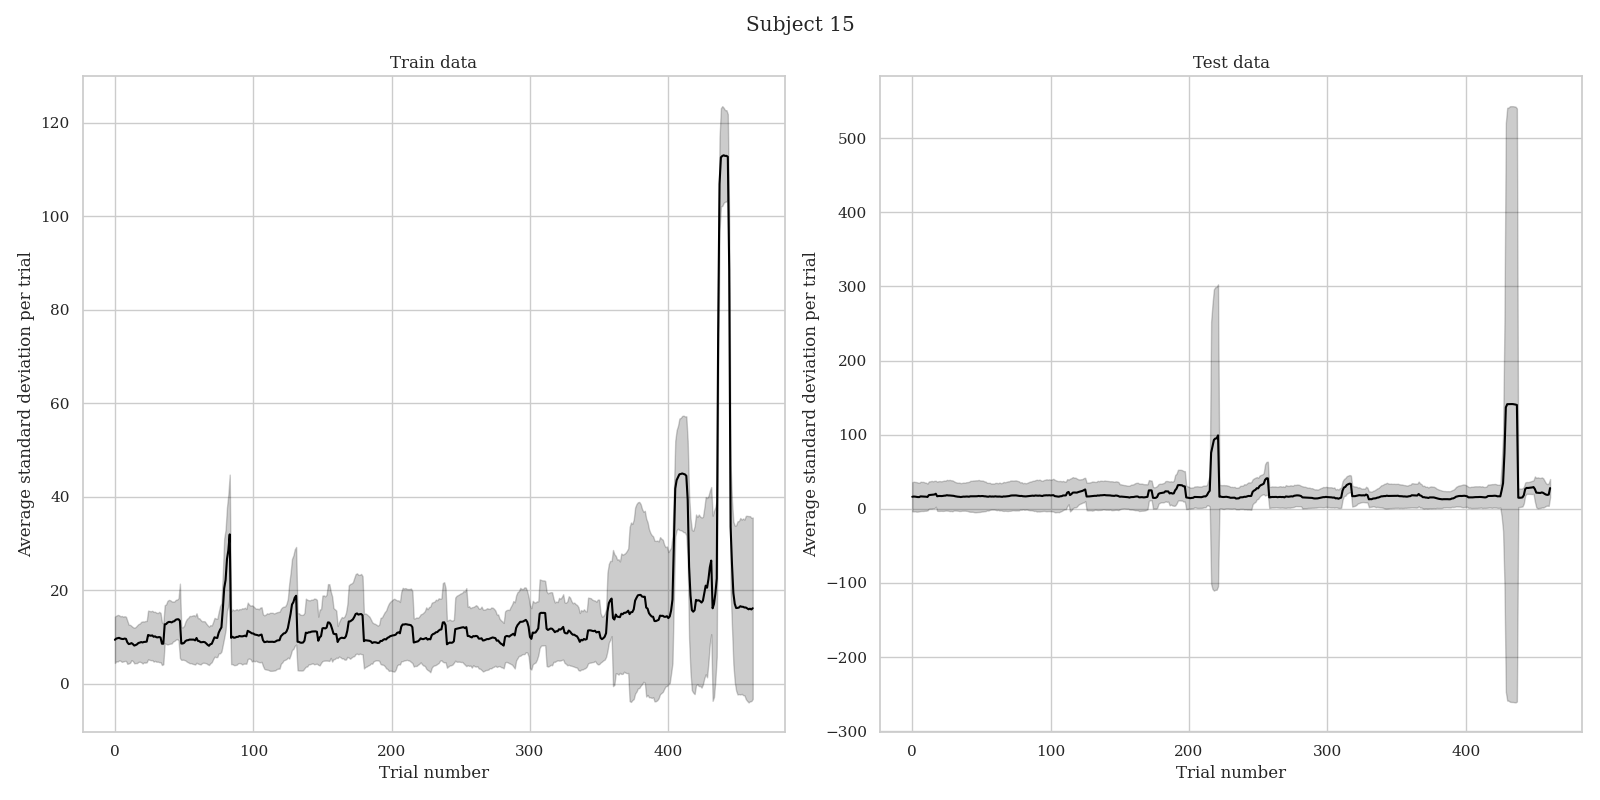 Subject 15
Train data
Average standard deviation per trial
120
100
80
60
40
20
0
0 100 200 300 400
Trial number
Test data
Average standard deviation per trial
500
400
300
200
100
0
−100
−200
−300
0 100 200 300 400
Trial number